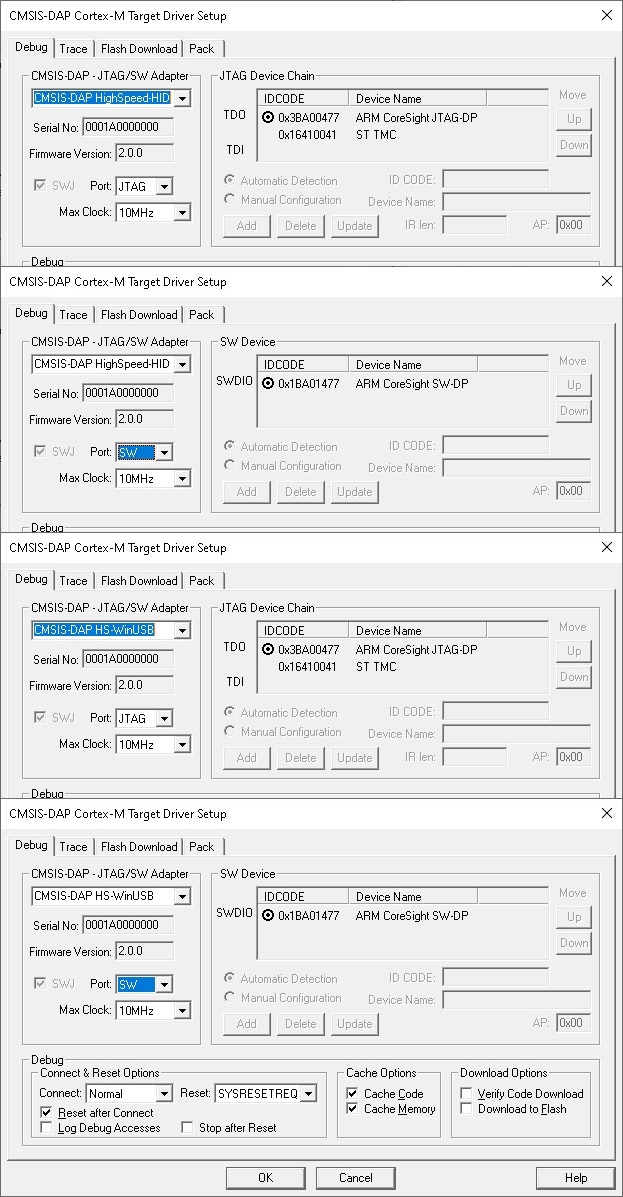 CMSIS-DAP Cortex-M Target Driver Setup
Debug Trace Flash Download Pack
CMSIS-DAP - JTAG/SW Adapter
CMSIS-DAP HighSpeed-HID
Serial No: 0001A0000000
Firmware Version: 2.0.0
SWJ Port: JTAG
Max Clock: 10MHz
JTAG Device Chain
IDCODE Device Name Move
TDO 0x3BA00477 ARM CoreSight JTAG-DP Up
0x16410041 ST TMC
TDI Down
Automatic Detection ID CODE:
Manual Configuration Device Name:
Add Delete Update IR len: AP: 0x00
Debug
CMSIS-DAP Cortex-M Target Driver Setup
Debug Trace Flash Download Pack
CMSIS-DAP - JTAG/SW Adapter
CMSIS-DAP HighSpeed-HID
Serial No: 0001A0000000
Firmware Version: 2.0.0
SWJ Port: SW
Max Clock: 10MHz
SW Device
IDCODE Device Name Move
SWDIO 0x1BA01477 ARM CoreSight SW-DP Up
Down
Automatic Detection ID CODE:
Manual Configuration Device Name:
Add Delete Update AP: 0x00
Debug
CMSIS-DAP Cortex-M Target Driver Setup
Debug Trace Flash Download Pack
CMSIS-DAP - JTAG/SW Adapter
CMSIS-DAP HS-WinUSB
Serial No: 0001A0000000
Firmware Version: 2.0.0
SWJ Port: JTAG
Max Clock: 10MHz
JTAG Device Chain
IDCODE Device Name Move
TDO 0x3BA00477 ARM CoreSight JTAG-DP Up
0x16410041 ST TMC
TDI Down
Automatic Detection ID CODE:
Manual Configuration Device Name:
Add Delete Update IR len: AP: 0x00
Debug
CMSIS-DAP Cortex-M Target Driver Setup
Debug Trace Flash Download Pack
CMSIS-DAP - JTAG/SW Adapter
CMSIS-DAP HS-WinUSB
Serial No: 0001A0000000
Firmware Version: 2.0.0
SWJ Port: SW
Max Clock: 10MHz
SW Device
IDCODE Device Name Move
SWDIO 0x1BA01477 ARM CoreSight SW-DP Up
Down
Automatic Detection ID CODE:
Manual Configuration Device Name:
Add Delete Update AP: 0x00
Debug
Connect & Reset Options
Connect: Normal Reset: SYSRESETREQ
Reset after Connect
Log Debug Accesses Stop after Reset
Cache Options
Cache Code
Cache Memory
Download Options
Verify Code Download
Download to Flash
OK Cancel Help